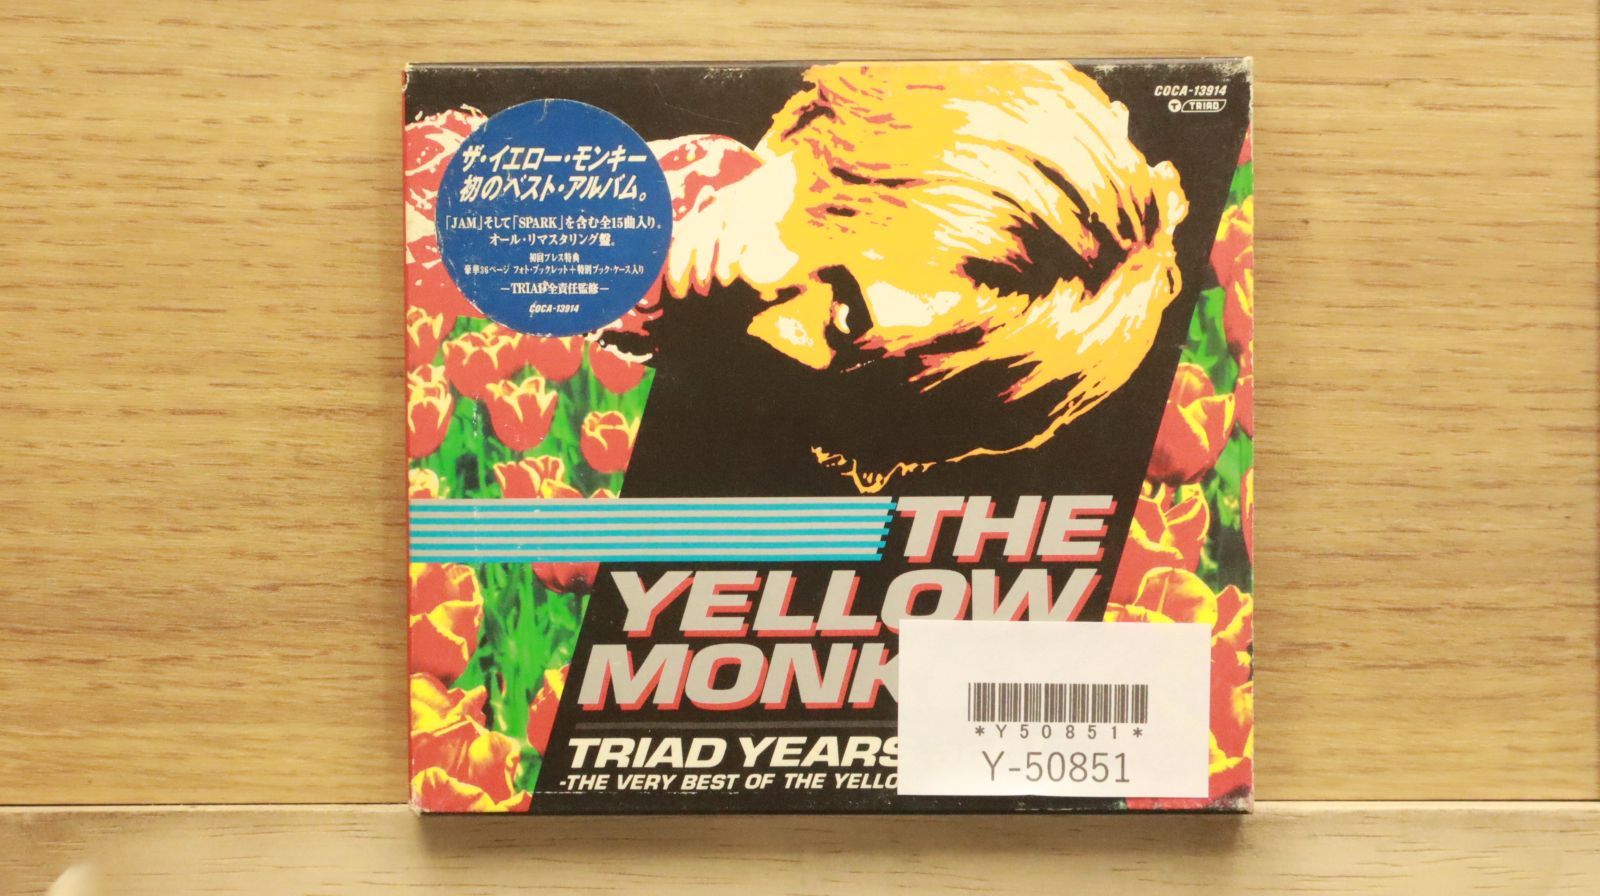 COCA-13914
TRIAD
ザ・イエロー・モンキー
初のベスト・アルバム。
「JAM」そして「SPARK」を含む全15曲入り。
オール・リマスタリング盤。
初回プレス特典
豪華36ページ フォト・ブックレット+特別ブック・ケース入り
—TRIAD全責任監修—
COCA-13914
THE
YELLOW
MONK
TRIAD YEARS
-THE VERY BEST OF THE YELLO
*Y50851*
Y-50851